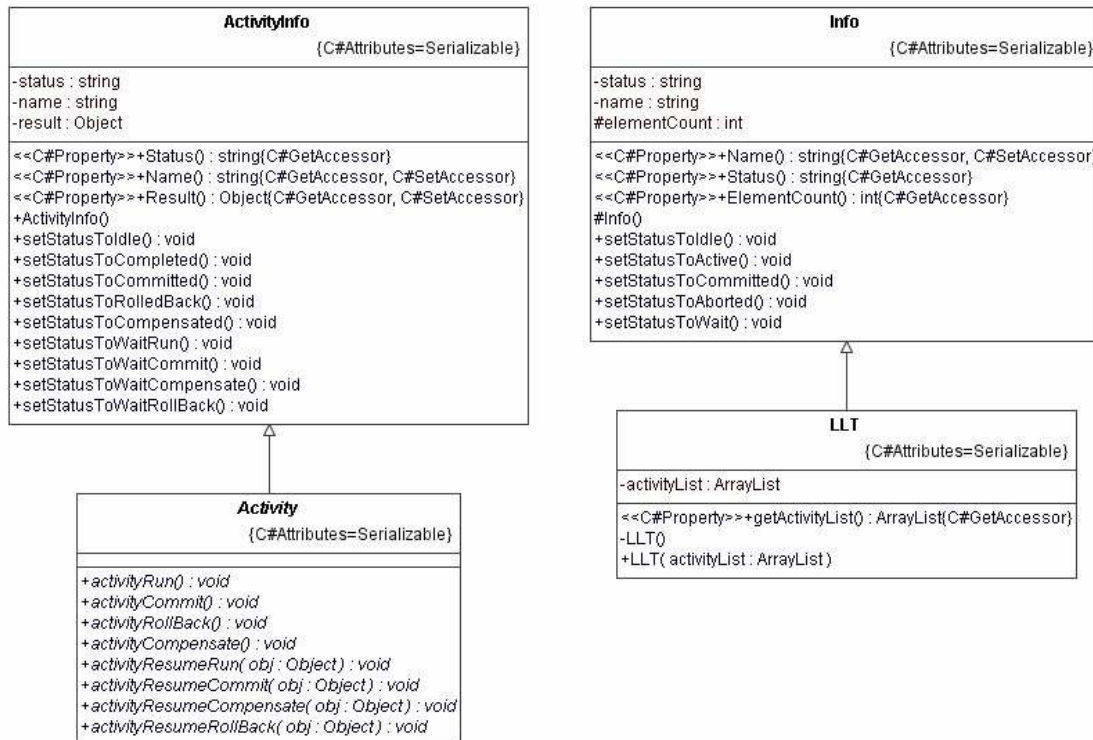 ActivityInfo
{C#Attributes=Serializable}
-status : string
-name : string
-result : Object
<<C#Property>>+Status() : string{C#GetAccessor}
<<C#Property>>+Name() : string{C#GetAccessor, C#SetAccessor}
<<C#Property>>+Result() : Object{C#GetAccessor, C#SetAccessor}
+ActivityInfo()
+setStatusToIdle() : void
+setStatusToCompleted() : void
+setStatusToCommitted() : void
+setStatusToRolledBack() : void
+setStatusToCompensated() : void
+setStatusToWaitRun() : void
+setStatusToWaitCommit() : void
+setStatusToWaitCompensate() : void
+setStatusToWaitRollBack() : void
Activity
{C#Attributes=Serializable}
+activityRun() : void
+activityCommit() : void
+activityRollBack() : void
+activityCompensate() : void
+activityResumeRun( obj : Object ) : void
+activityResumeCommit( obj : Object ) : void
+activityResumeCompensate( obj : Object ) : void
+activityResumeRollBack( obj : Object ) : void
Info
{C#Attributes=Serializable}
-status : string
-name : string
#elementCount : int
<<C#Property>>+Name() : string{C#GetAccessor, C#SetAccessor}
<<C#Property>>+Status() : string{C#GetAccessor}
<<C#Property>>+ElementCount() : int{C#GetAccessor}
#Info()
+setStatusToIdle() : void
+setStatusToActive() : void
+setStatusToCommitted() : void
+setStatusToAborted() : void
+setStatusToWait() : void
LLT
{C#Attributes=Serializable}
-activityList : ArrayList
<<C#Property>>+getActivityList() : ArrayList{C#GetAccessor}
-LLT()
+LLT( activityList : ArrayList )